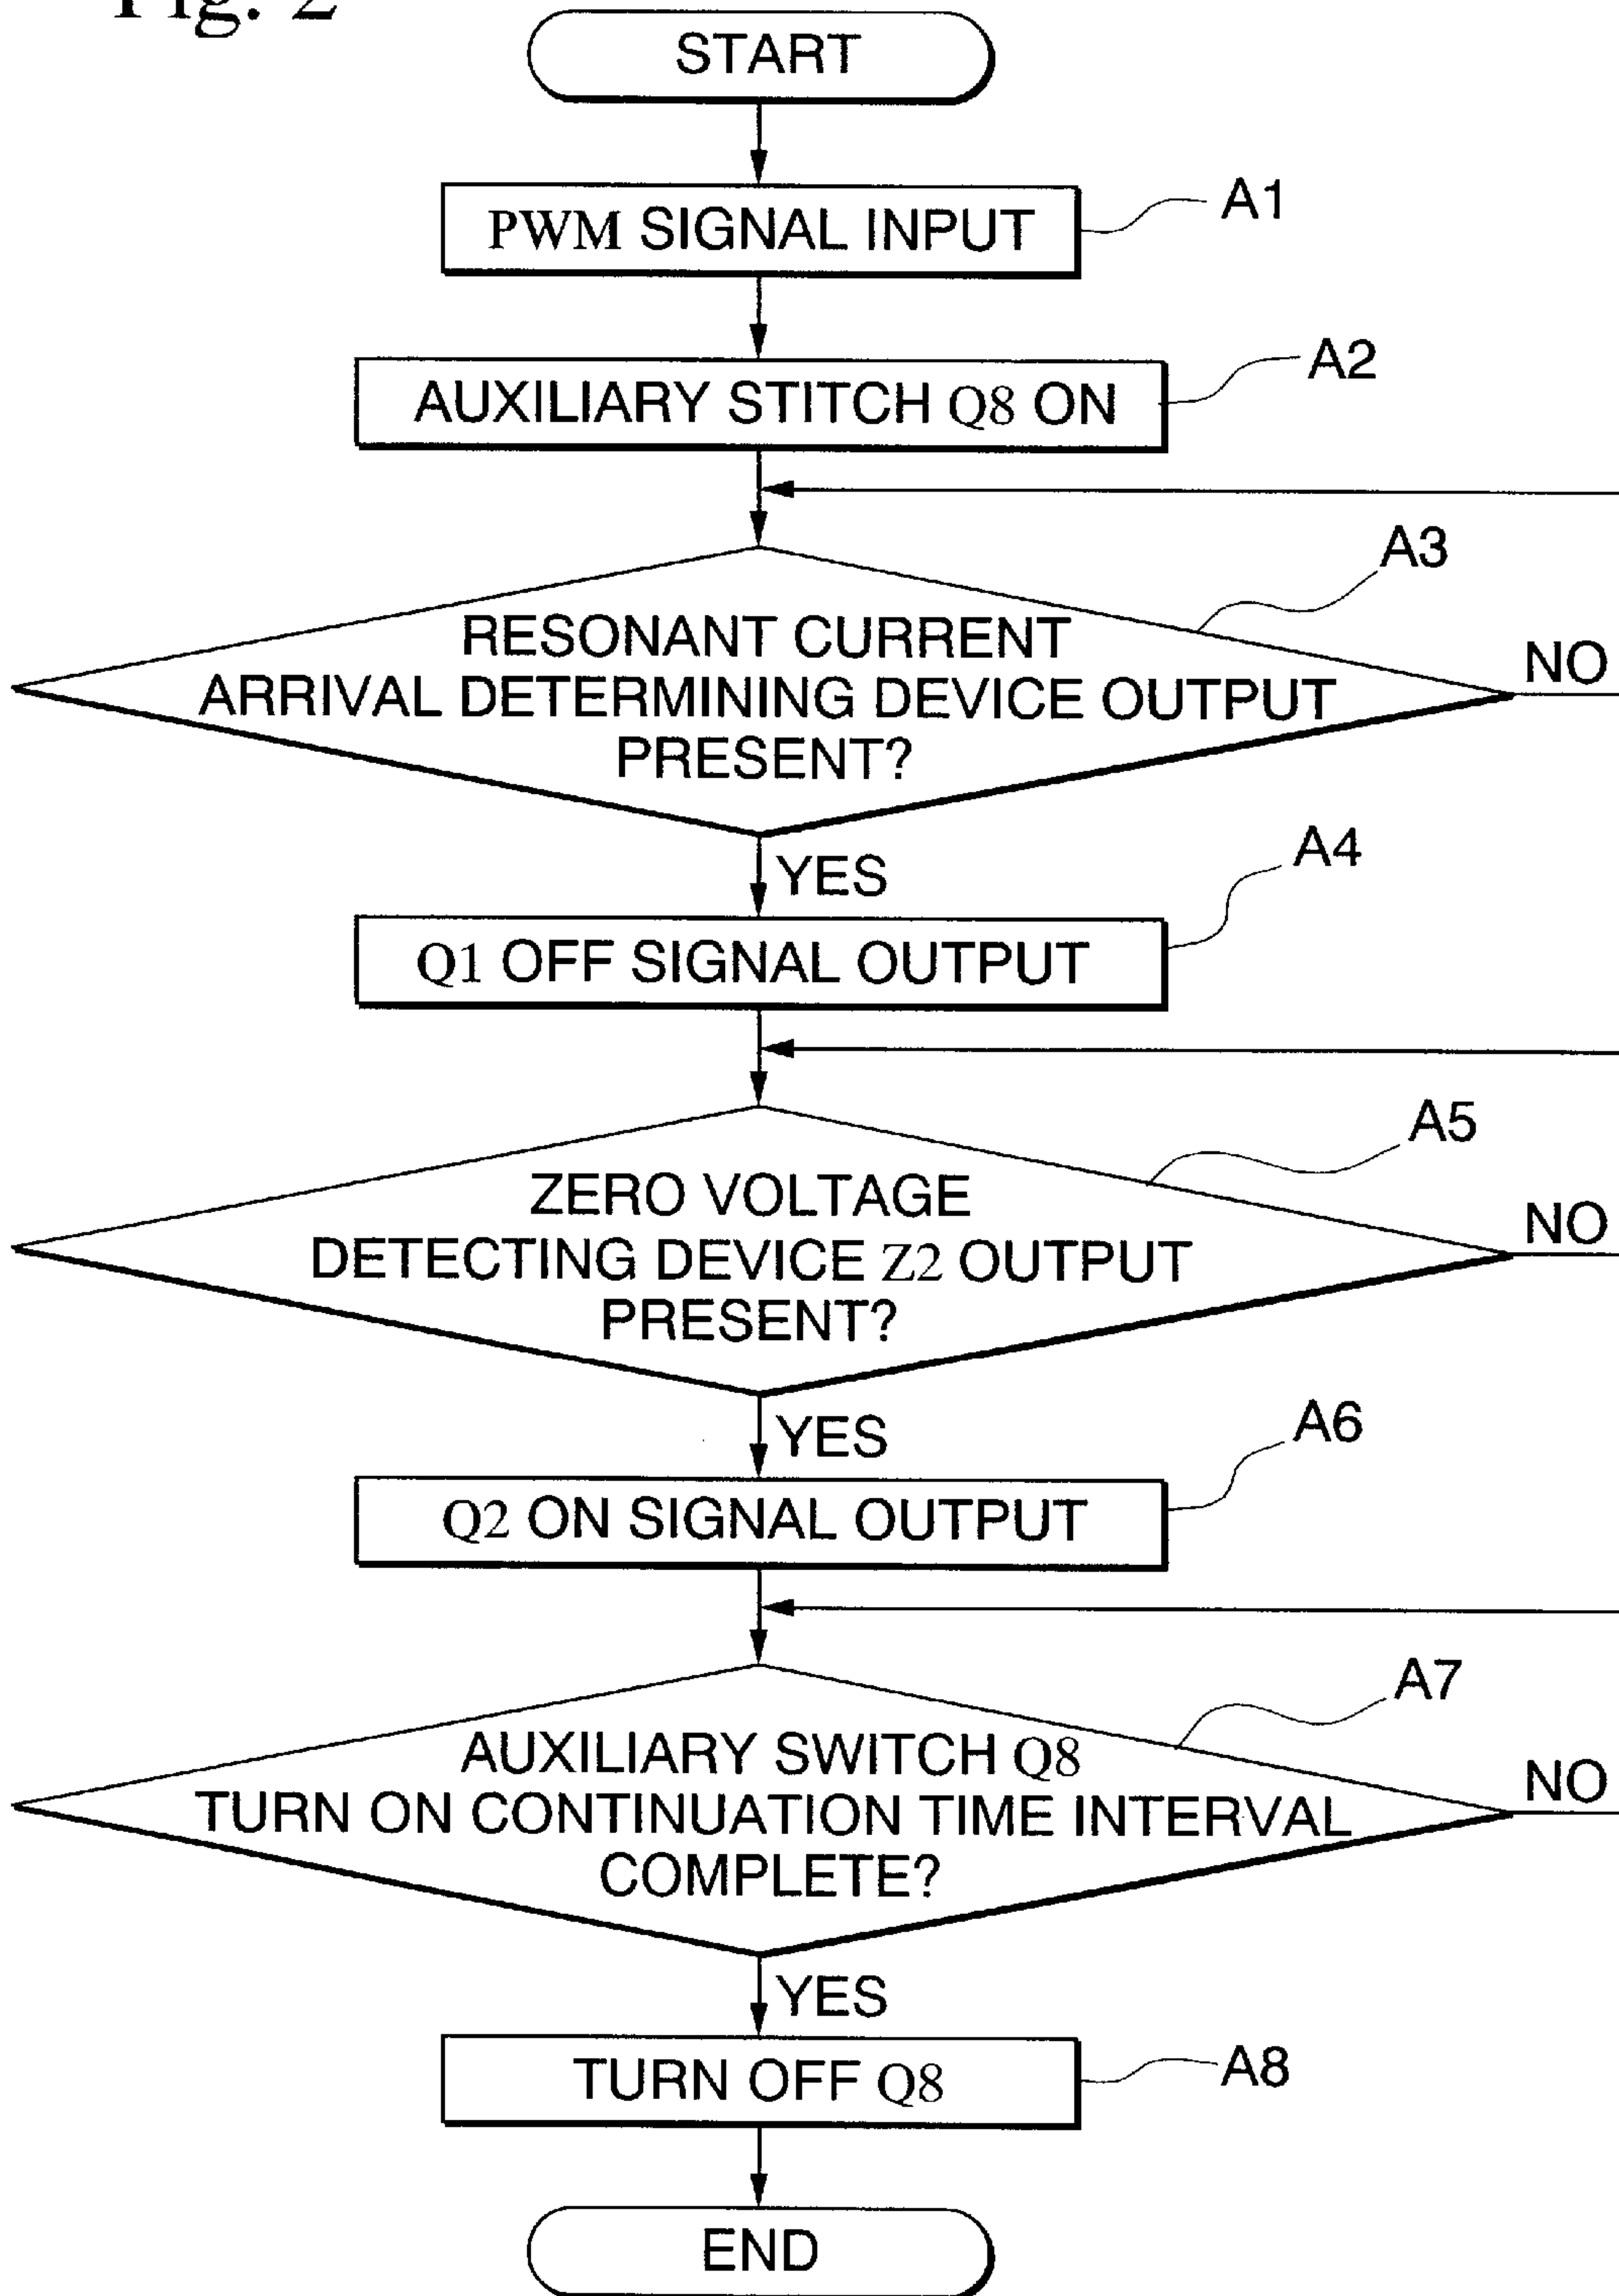 Fig. 2
START
PWM SIGNAL INPUT
A1
AUXILIARY STITCH Q8 ON
A2
A3
RESONANT CURRENT
ARRIVAL DETERMINING DEVICE OUTPUT
PRESENT?
NO
YES
A4
Q1 OFF SIGNAL OUTPUT
A5
ZERO VOLTAGE
DETECTING DEVICE Z2 OUTPUT
PRESENT?
NO
YES
A6
Q2 ON SIGNAL OUTPUT
A7
AUXILIARY SWITCH Q8
TURN ON CONTINUATION TIME INTERVAL
COMPLETE?
NO
YES
TURN OFF Q8
A8
END